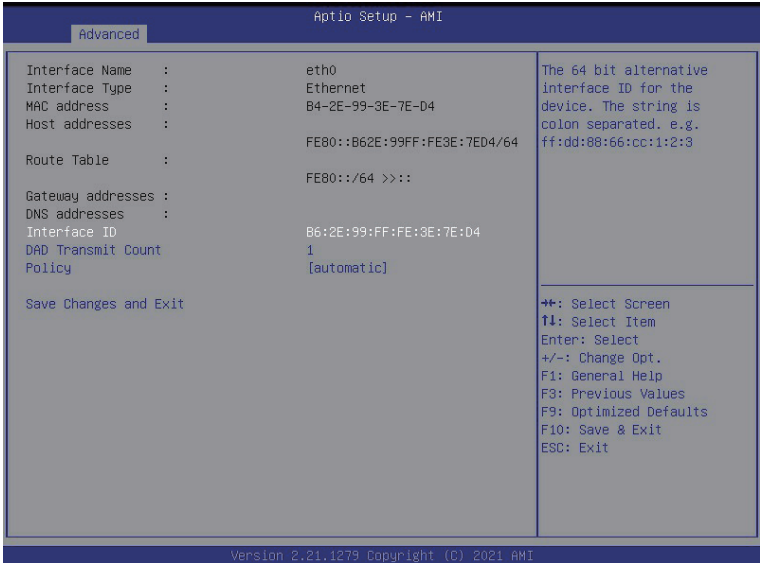 Aptio Setup – AMI
Advanced
Interface Name : eth0
Interface Type : Ethernet
MAC address : B4-2E-99-3E-7E-D4
Host addresses :
FE80::B62E:99FF:FE3E:7ED4/64
Route Table :
FE80::/64 >>::
Gateway addresses :
DNS addresses :
Interface ID B6:2E:99:FF:FE:3E:7E:D4
DAD Transmit Count 1
Policy [automatic]
Save Changes and Exit
The 64 bit alternative
interface ID for the
device. The string is
colon separated. e.g.
ff:dd:88:66:cc:1:2:3
→←: Select Screen
↑↓: Select Item
Enter: Select
+/-: Change Opt.
F1: General Help
F3: Previous Values
F9: Optimized Defaults
F10: Save & Exit
ESC: Exit
Version 2.21.1279 Copyright (C) 2021 AMI